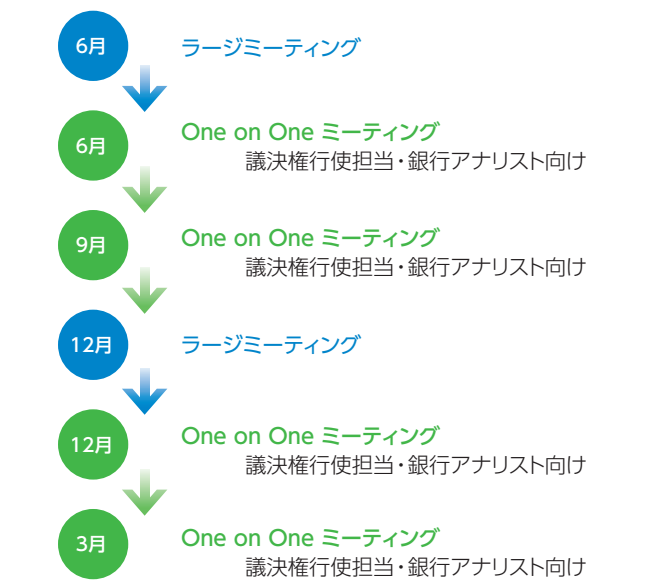 6月
ラージミーティング
6月
One on One ミーティング
議決権行使担当・銀行アナリスト向け
9月
One on One ミーティング
議決権行使担当・銀行アナリスト向け
12月
ラージミーティング
12月
One on One ミーティング
議決権行使担当・銀行アナリスト向け
3月
One on One ミーティング
議決権行使担当・銀行アナリスト向け